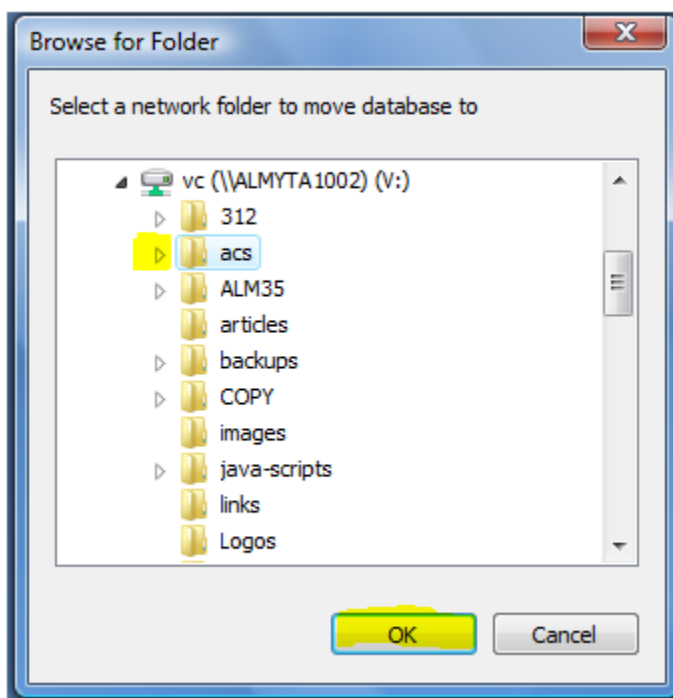 Browse for Folder
Select a network folder to move database to
vc (\\ALMYTA1002) (V:)
312
acs
ALM35
articles
backups
COPY
images
java-scripts
links
Logos
OK Cancel